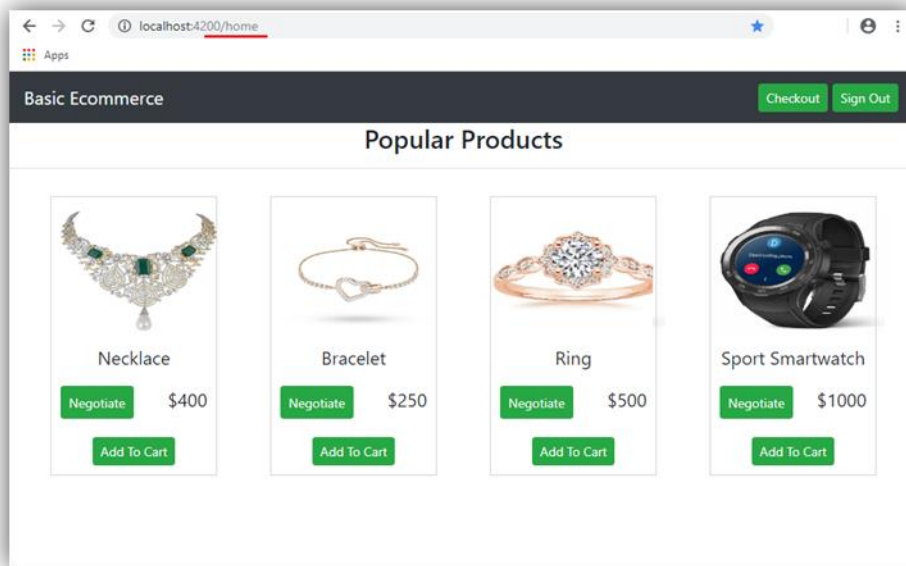 localhost:4200/home
Apps
Basic Ecommerce
Checkout
Sign Out
Popular Products
Necklace
Bracelet
Ring
Sport Smartwatch
Negotiate
$400
Negotiate
$250
Negotiate
$500
Negotiate
$1000
Add To Cart
Add To Cart
Add To Cart
Add To Cart